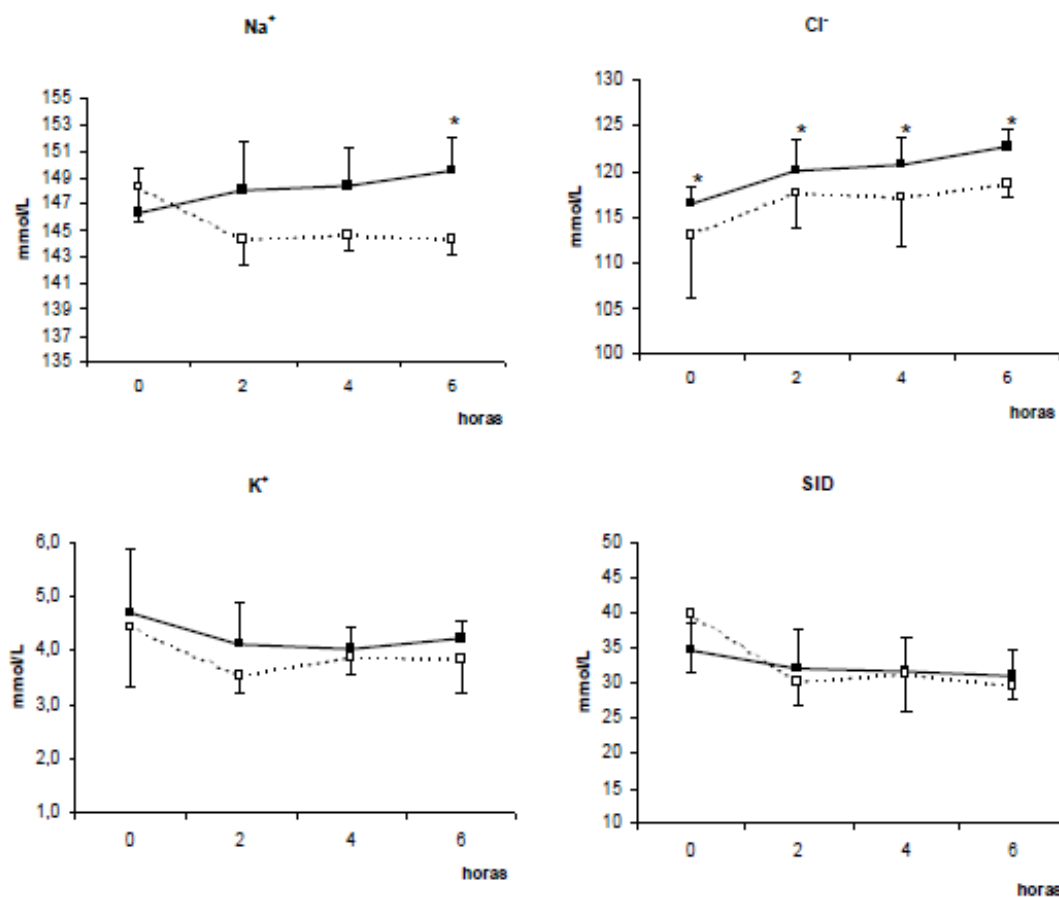 Na⁺
155
153
151
149
147
145
143
141
139
137
135
mmol/L
*
0 2 4 6
horas
Cl⁻
130
125
120
115
110
105
100
mmol/L
* * * *
0 2 4 6
horas
K⁺
6,0
5,0
4,0
3,0
2,0
1,0
mmol/L
0 2 4 6
horas
SID
50
45
40
35
30
25
20
15
10
mmol/L
0 2 4 6
horas